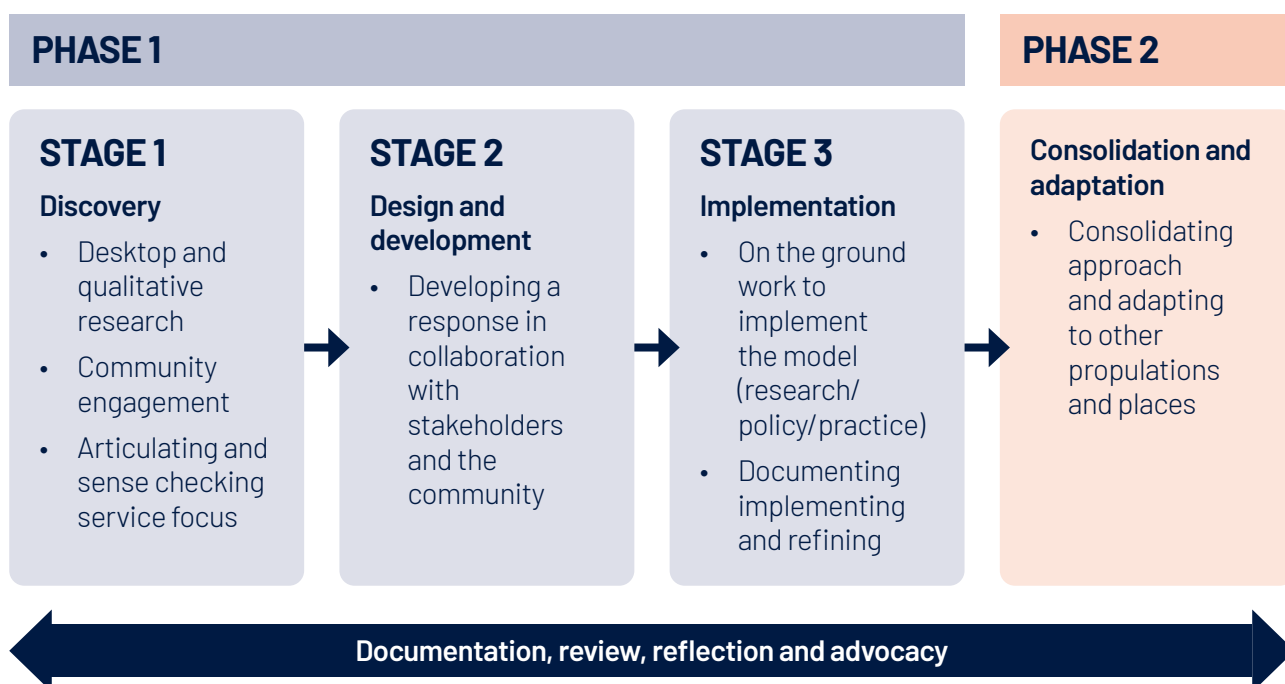 PHASE 1
PHASE 2
STAGE 1
Discovery
• Desktop and
qualitative
research
• Community
engagement
• Articulating and
sense checking
service focus
STAGE 2
Design and
development
• Developing a
response in
collaboration
with
stakeholders
and the
community
STAGE 3
Implementation
• On the ground
work to
implement
the model
(research/
policy/practice)
• Documenting
implementing
and refining
Consolidation and
adaptation
• Consolidating
approach
and adapting
to other
propulations
and places
Documentation, review, reflection and advocacy